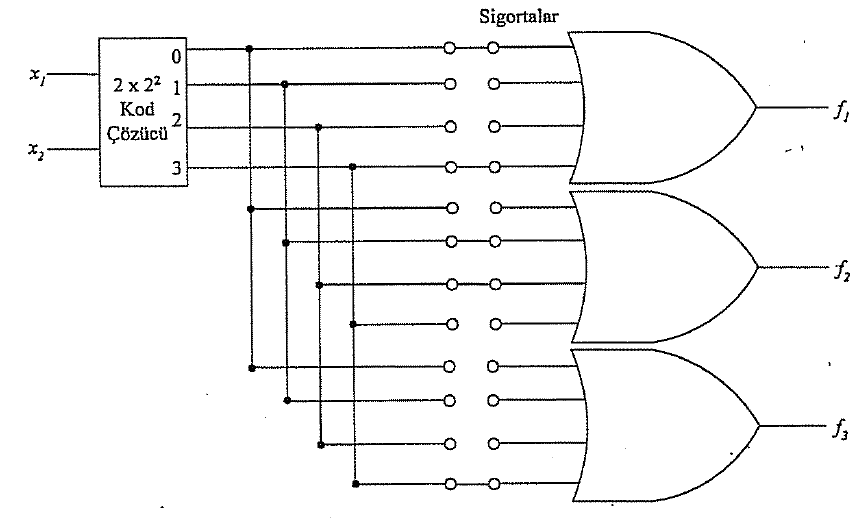 Sigortalar
x₁
x₂
2 x 2²
Kod
Çözücü
0
1
2
3
f₁
f₂
f₃